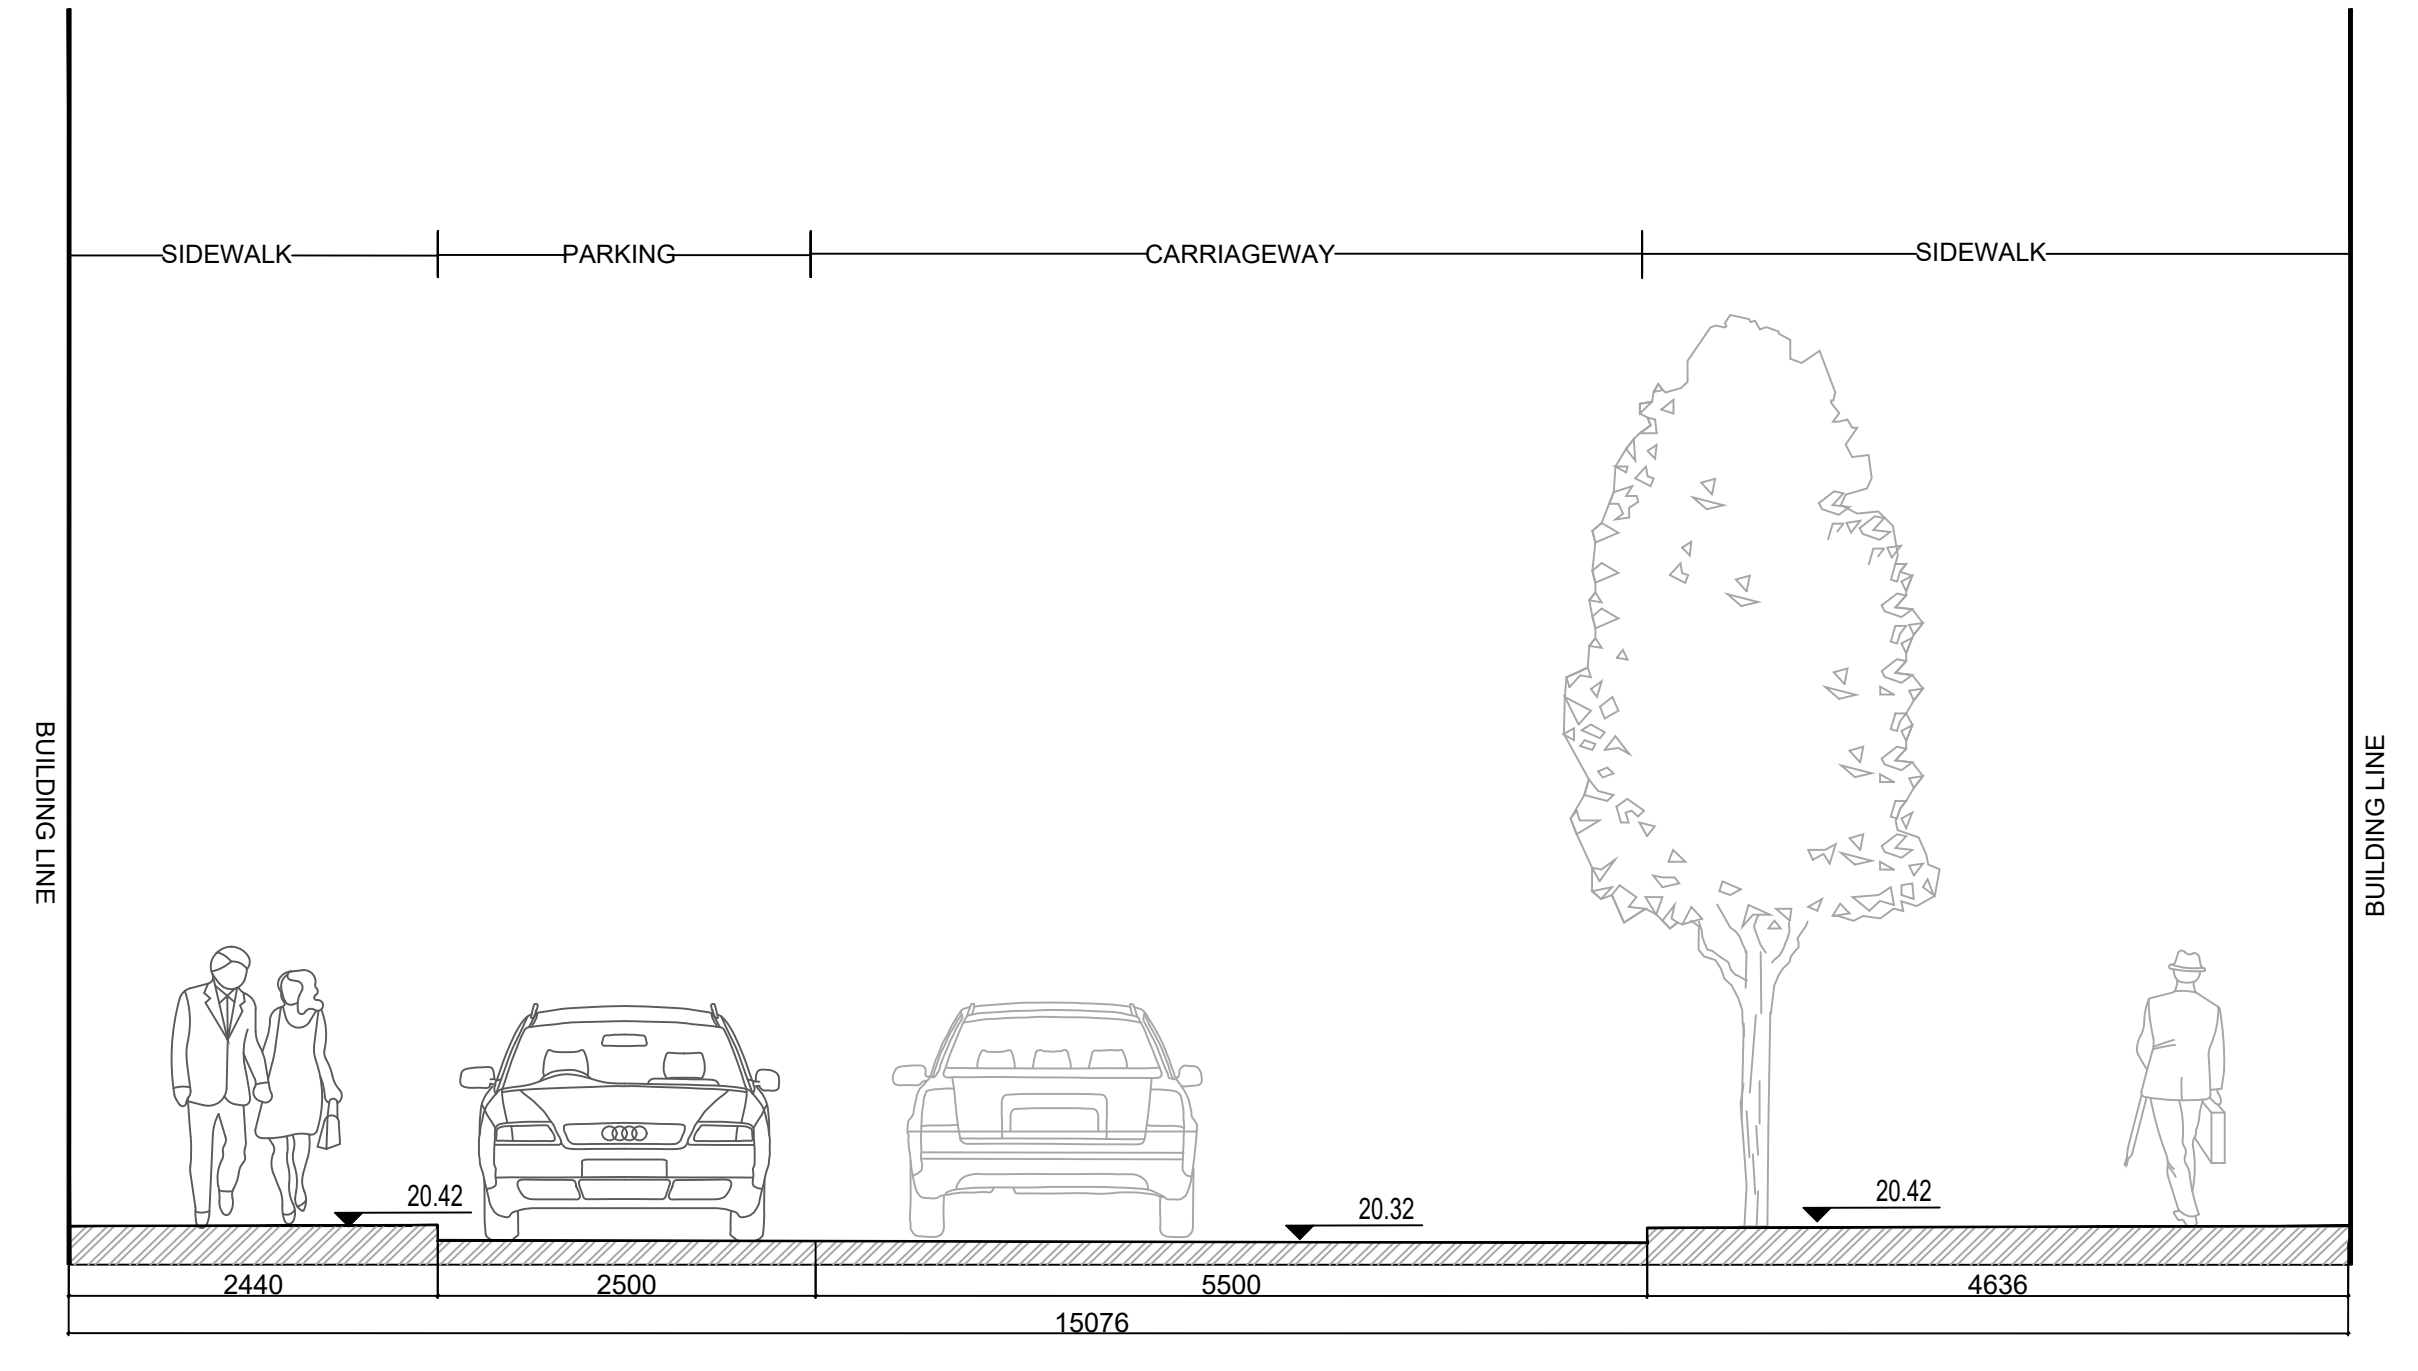 SIDEWALK
PARKING
CARRIAGEWAY
SIDEWALK
BUILDING LINE
BUILDING LINE
20.42
20.32
20.42
2440
2500
5500
4636
15076